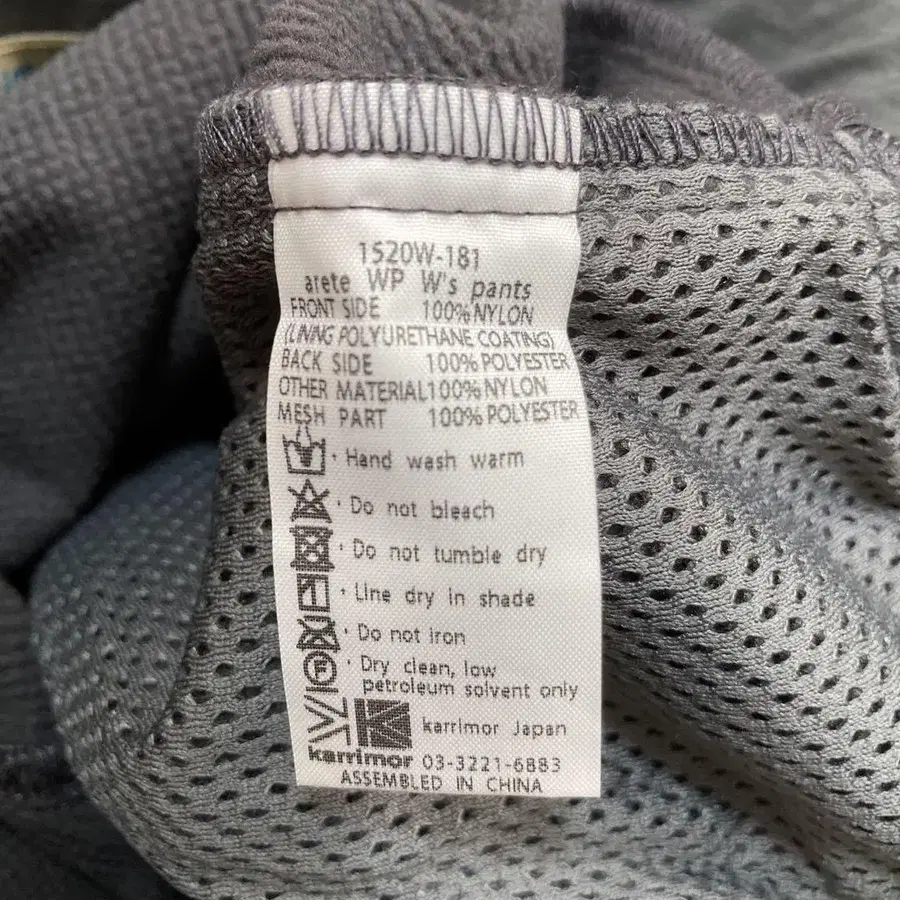 1520W-181
arete WP W's pants
FRONT SIDE 100%NYLON
(LINING POLYURETHANE COATING)
BACK SIDE 100%POLYESTER
OTHER MATERIAL100%NYLON
MESH PART 100%POLYESTER
・Hand wash warm
・Do not bleach
・Do not tumble dry
・Line dry in shade
・Do not iron
・Dry clean, low
petroleum solvent only
karrimor Japan
karrimor 03-3221-6883
ASSEMBLED IN CHINA